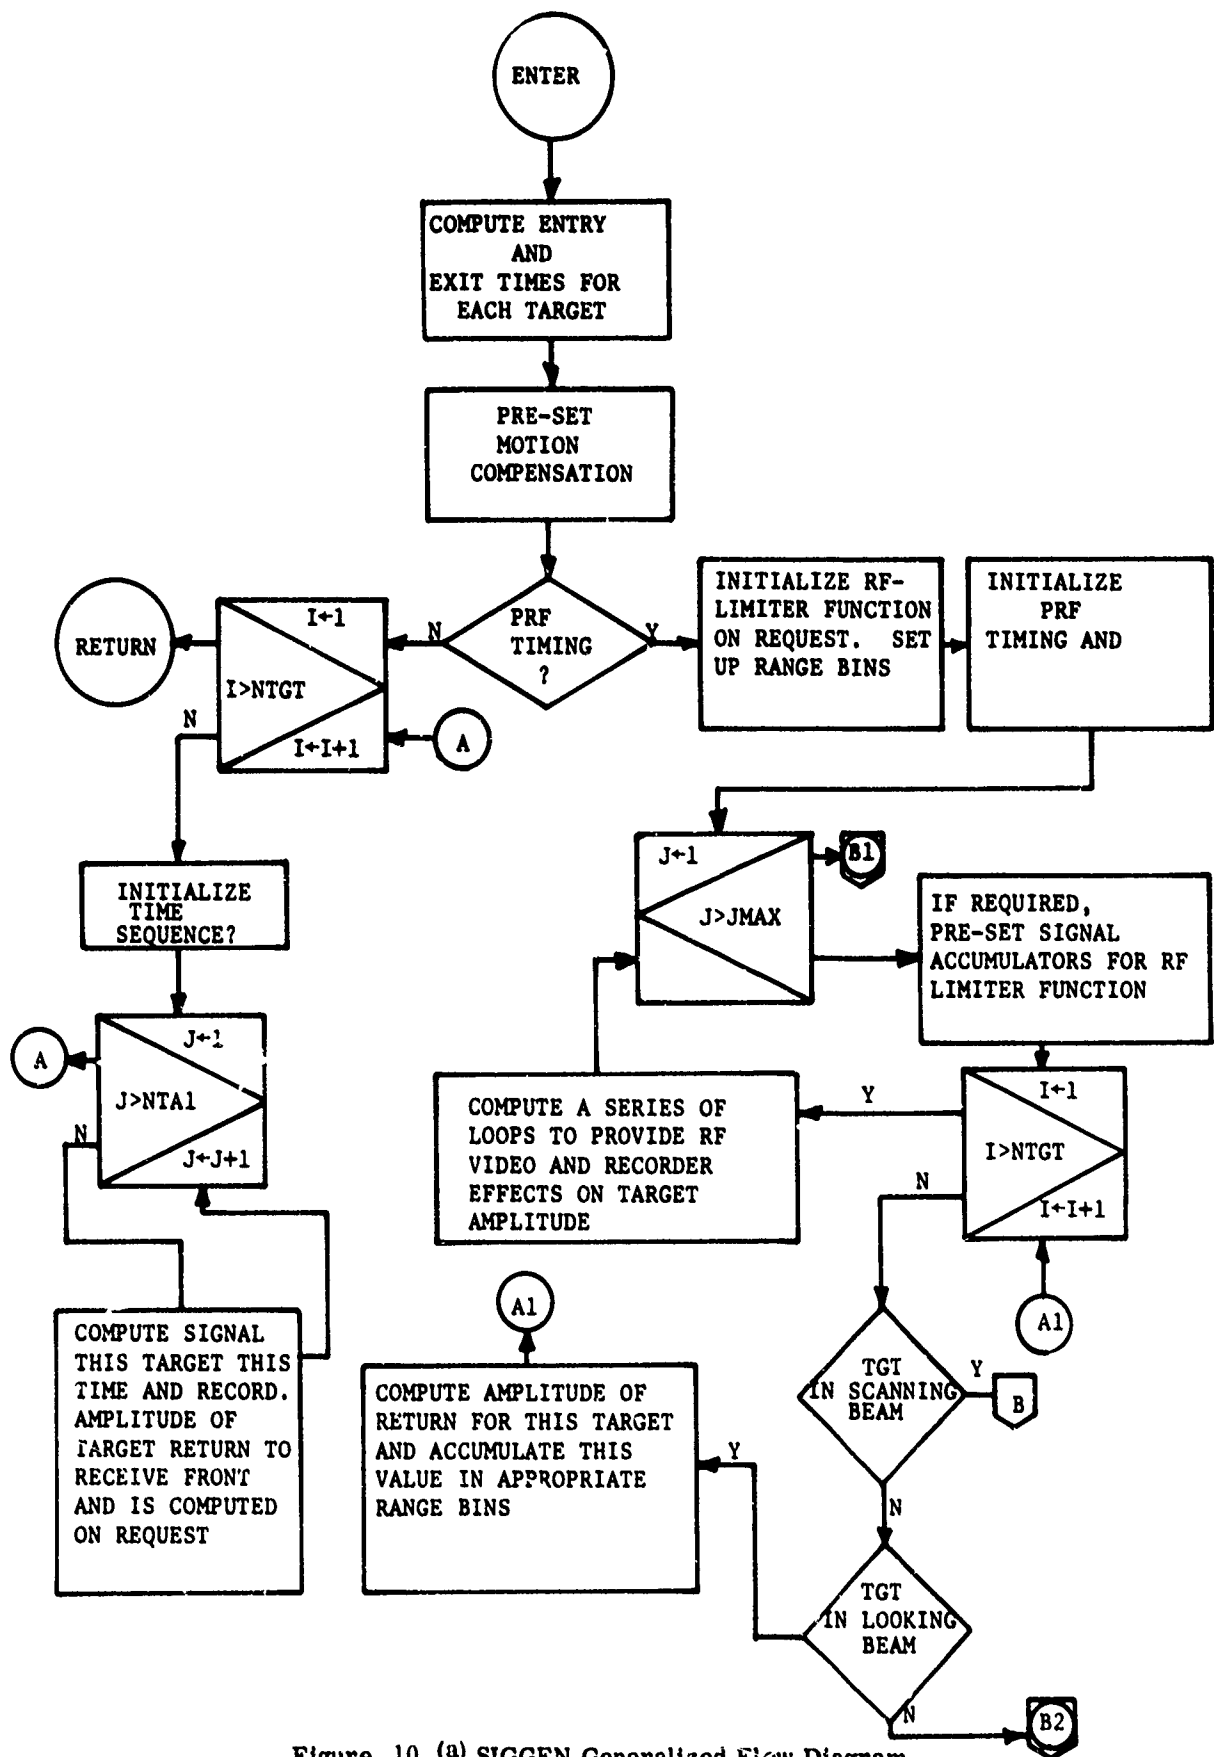 ENTER
COMPUTE ENTRY
AND
EXIT TIMES FOR
EACH TARGET
PRE-SET
MOTION
COMPENSATION
PRF
TIMING
?
N
Y
INITIALIZE RF-
LIMITER FUNCTION
ON REQUEST. SET
UP RANGE BINS
INITIALIZE
PRF
TIMING AND
RETURN
I←1
I>NTGT
I←I+1
N
A
INITIALIZE
TIME
SEQUENCE?
J←1
J>JMAX
B1
IF REQUIRED,
PRE-SET SIGNAL
ACCUMULATORS FOR RF
LIMITER FUNCTION
A
J←1
J>NTA1
J←J+1
N
COMPUTE A SERIES OF
LOOPS TO PROVIDE RF
VIDEO AND RECORDER
EFFECTS ON TARGET
AMPLITUDE
Y
I←1
I>NTGT
I←I+1
N
A1
A1
COMPUTE SIGNAL
THIS TARGET THIS
TIME AND RECORD.
AMPLITUDE OF
TARGET RETURN TO
RECEIVE FRONT
AND IS COMPUTED
ON REQUEST
COMPUTE AMPLITUDE OF
RETURN FOR THIS TARGET
AND ACCUMULATE THIS
VALUE IN APPROPRIATE
RANGE BINS
Y
TGT
IN SCANNING
BEAM
Y
B
N
TGT
IN LOOKING
BEAM
N
B2
Figure 10 (a) SIGGEN Generalized Flow Diagram